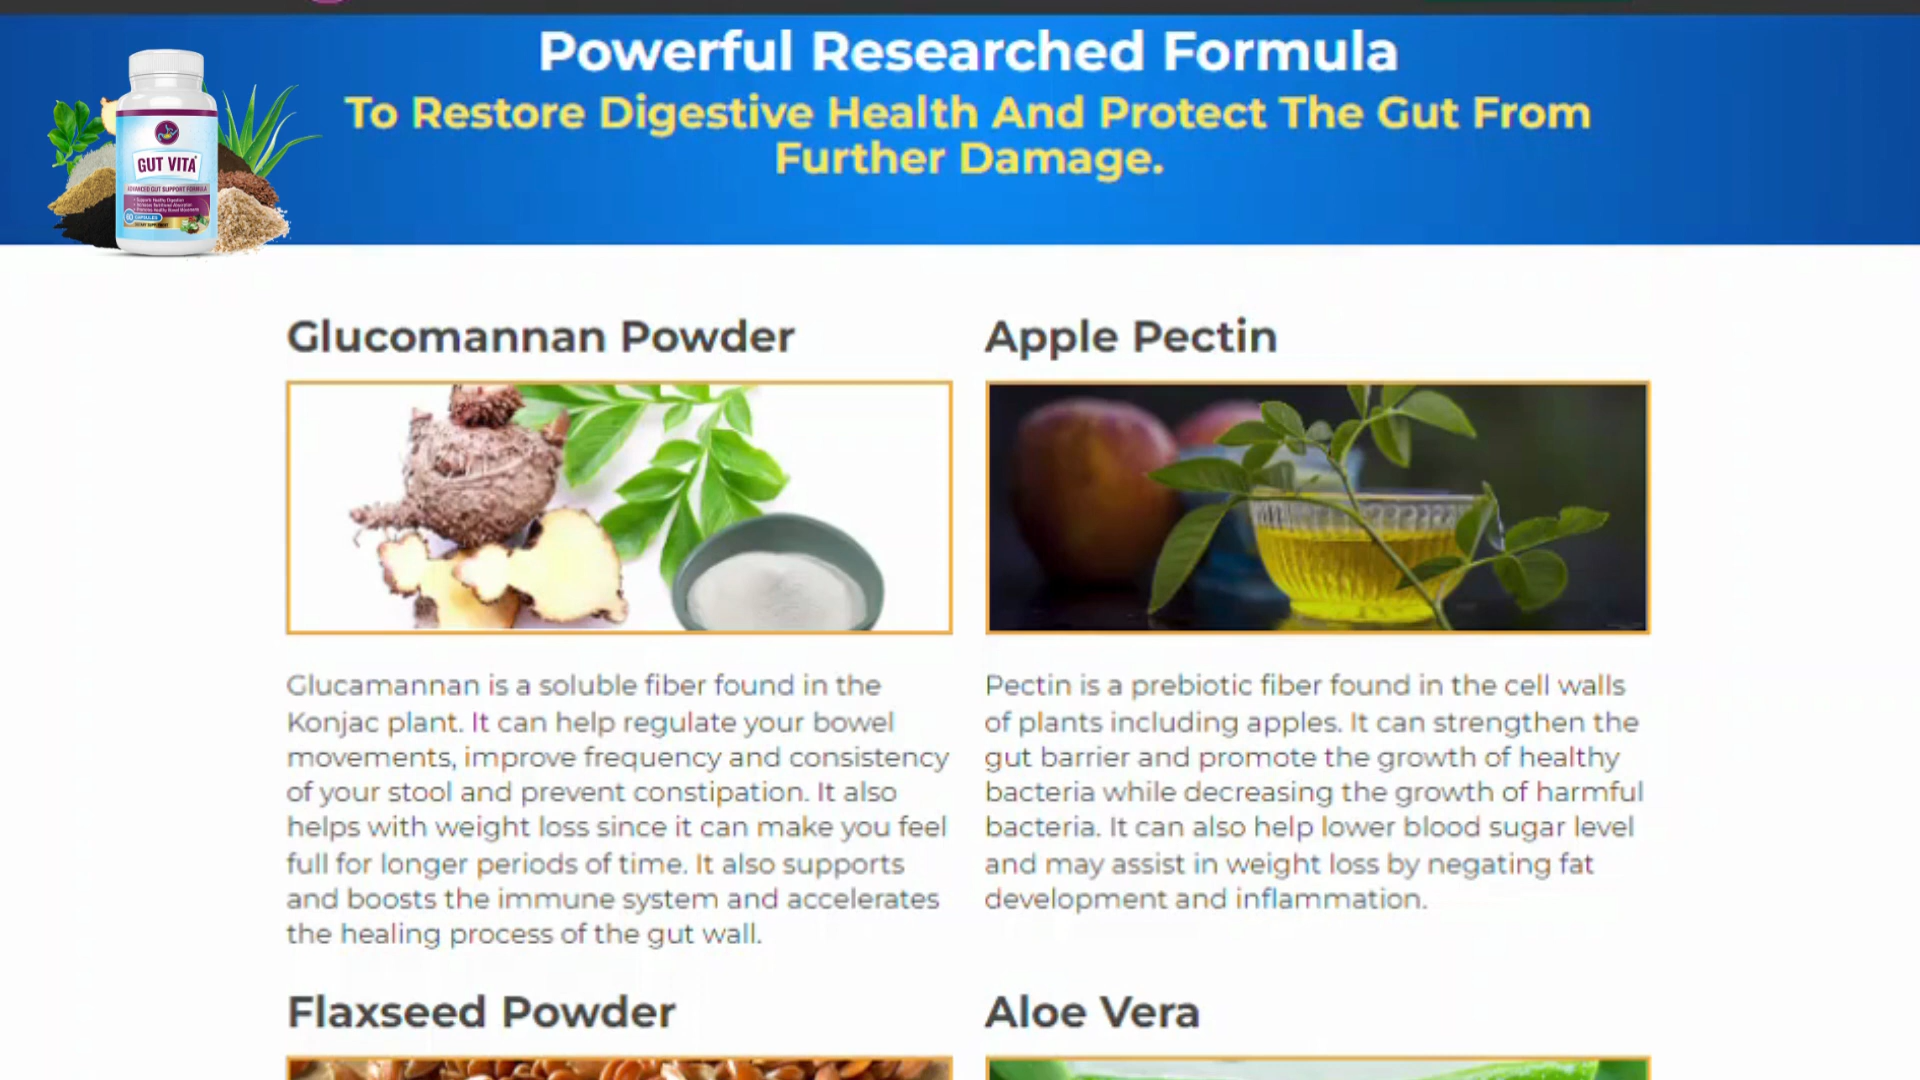 Powerful Researched Formula
To Restore Digestive Health And Protect The Gut From
Further Damage.
GUT VITA
ADVANCED GUT SUPPORT FORMULA
60 CAPSULES
Glucomannan Powder
Glucamannan is a soluble fiber found in the
Konjac plant. It can help regulate your bowel
movements, improve frequency and consistency
of your stool and prevent constipation. It also
helps with weight loss since it can make you feel
full for longer periods of time. It also supports
and boosts the immune system and accelerates
the healing process of the gut wall.
Apple Pectin
Pectin is a prebiotic fiber found in the cell walls
of plants including apples. It can strengthen the
gut barrier and promote the growth of healthy
bacteria while decreasing the growth of harmful
bacteria. It can also help lower blood sugar level
and may assist in weight loss by negating fat
development and inflammation.
Flaxseed Powder
Aloe Vera